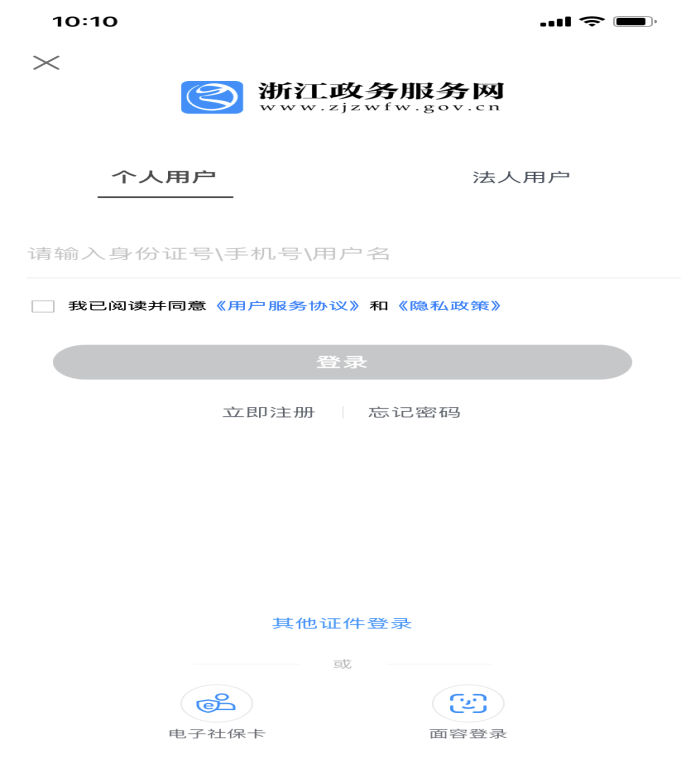 10:10
浙江政务服务网
www.zjzwfw.gov.cn
个人用户 法人用户
请输入身份证号\手机号\用户名
我已阅读并同意《用户服务协议》和《隐私政策》
登录
立即注册 忘记密码
其他证件登录
或
电子社保卡 面容登录